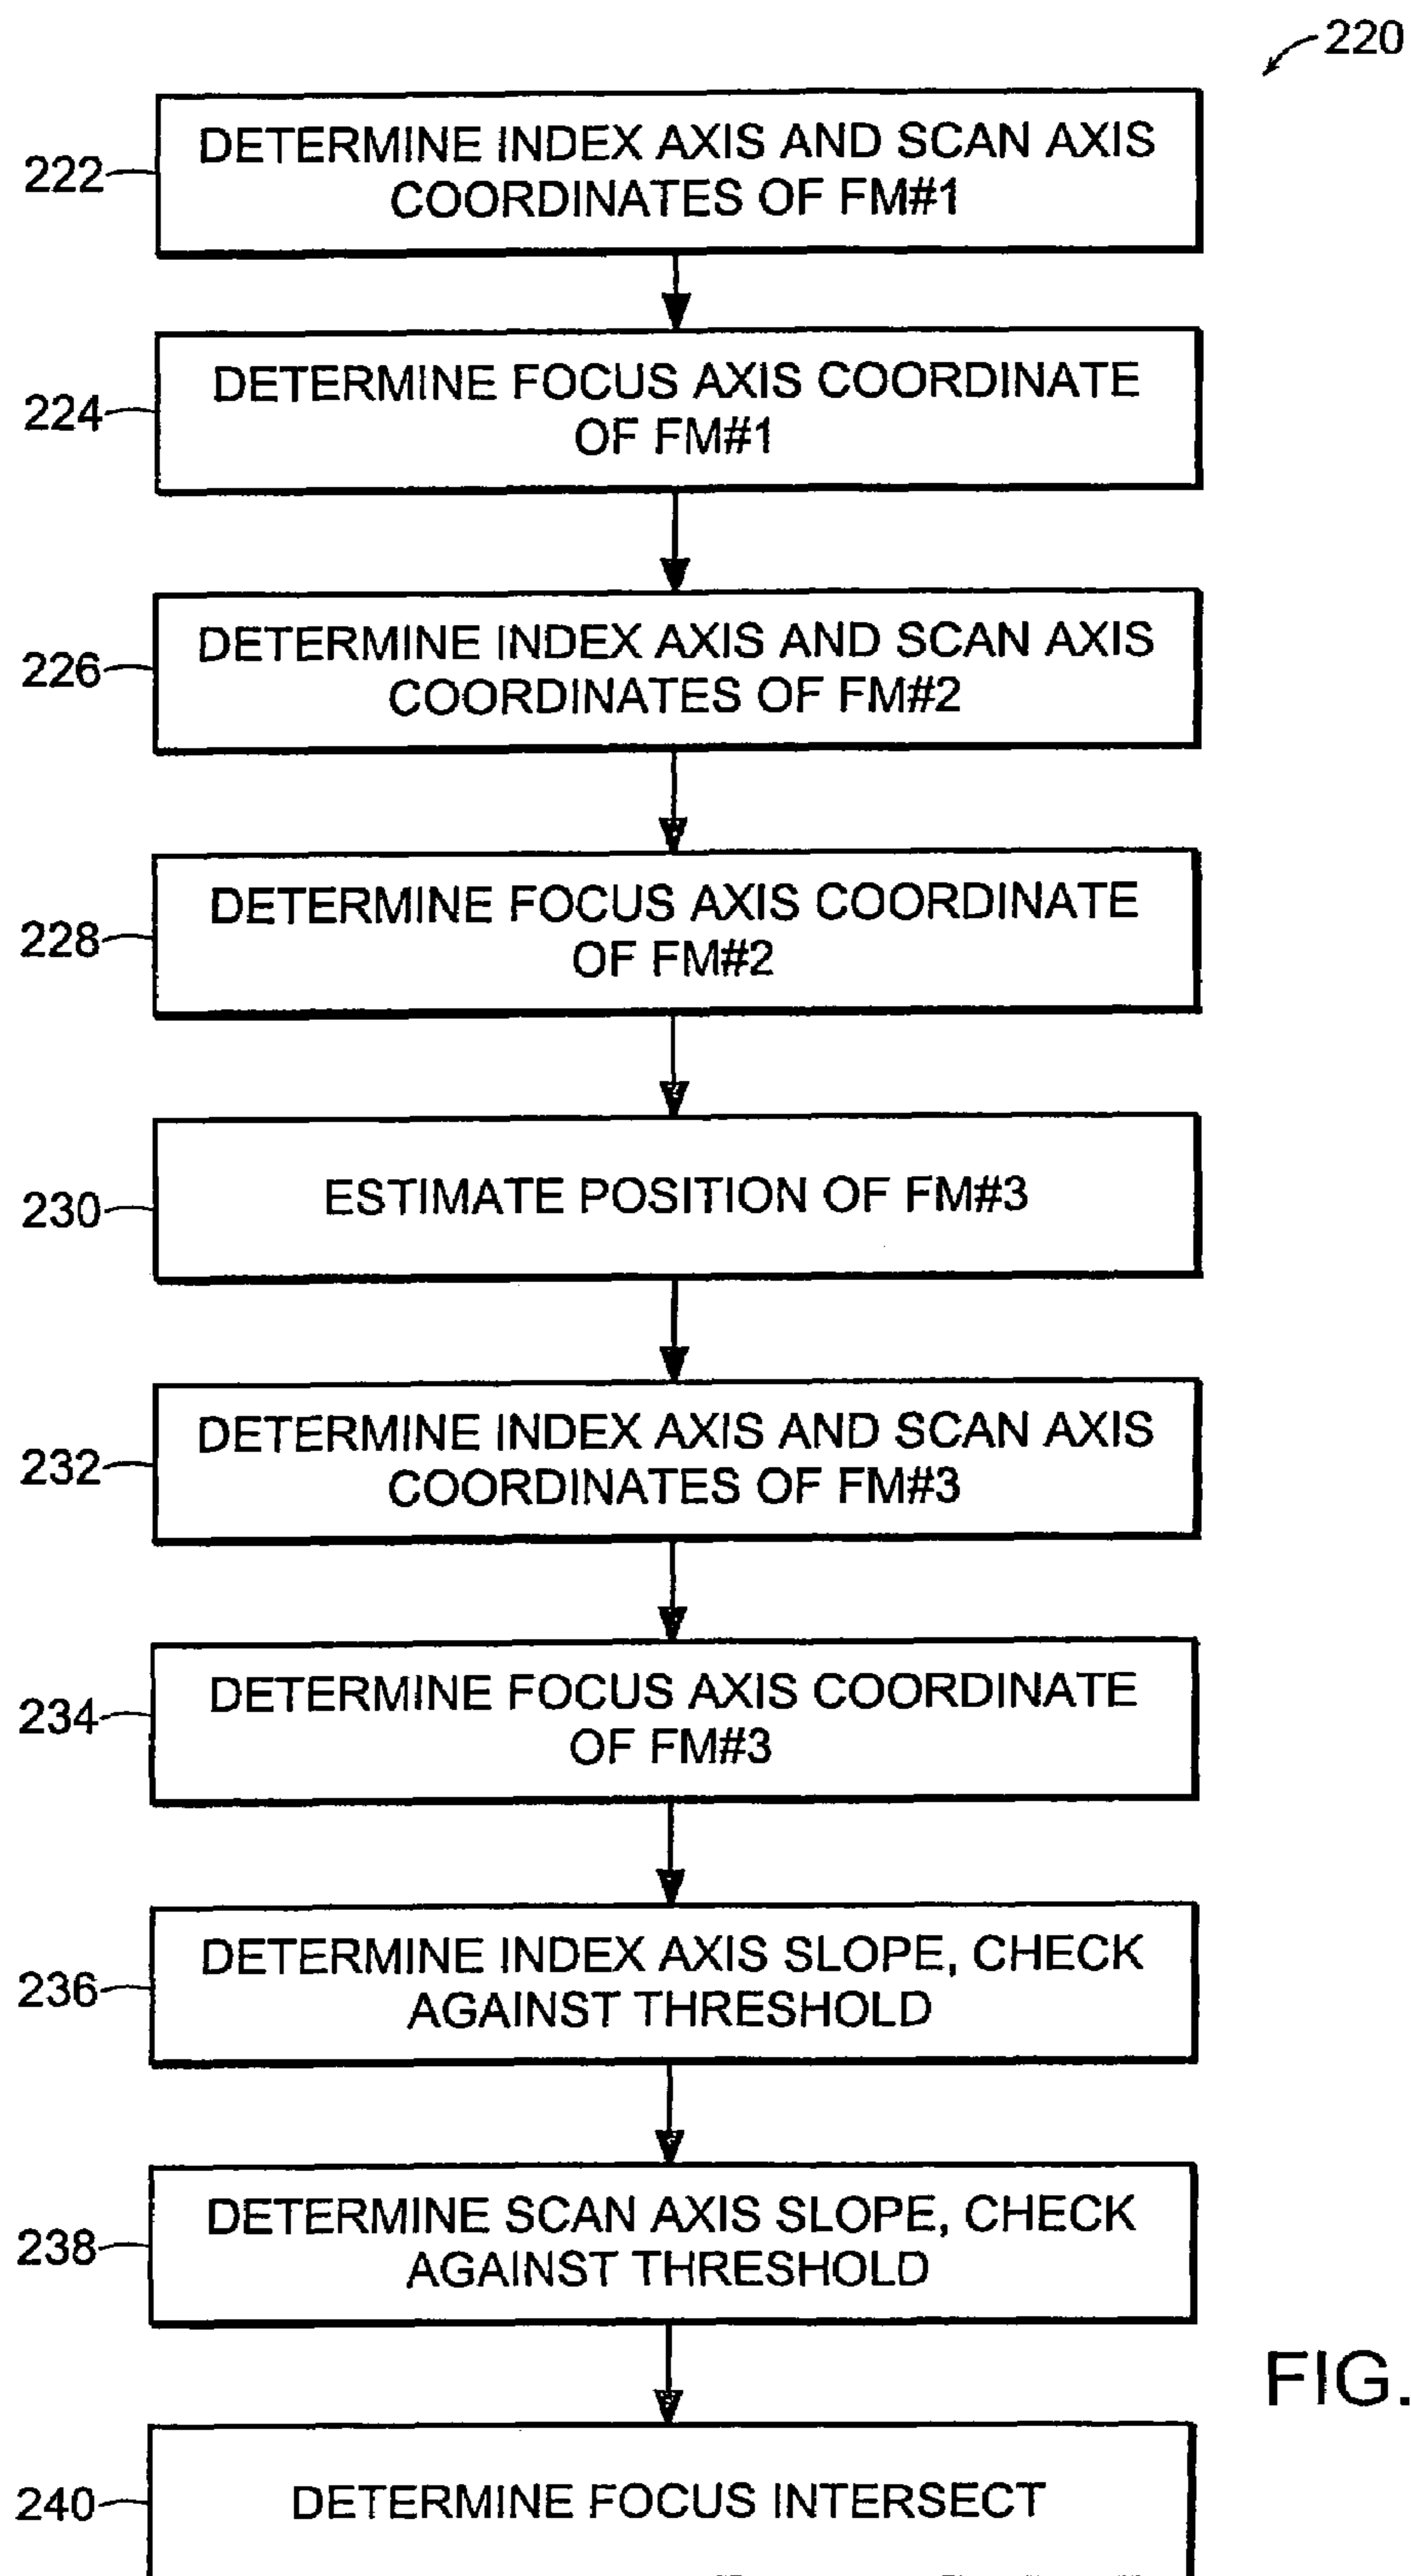 220
222
DETERMINE INDEX AXIS AND SCAN AXIS
COORDINATES OF FM#1
224
DETERMINE FOCUS AXIS COORDINATE
OF FM#1
226
DETERMINE INDEX AXIS AND SCAN AXIS
COORDINATES OF FM#2
228
DETERMINE FOCUS AXIS COORDINATE
OF FM#2
230
ESTIMATE POSITION OF FM#3
232
DETERMINE INDEX AXIS AND SCAN AXIS
COORDINATES OF FM#3
234
DETERMINE FOCUS AXIS COORDINATE
OF FM#3
236
DETERMINE INDEX AXIS SLOPE, CHECK
AGAINST THRESHOLD
238
DETERMINE SCAN AXIS SLOPE, CHECK
AGAINST THRESHOLD
FIG.
240
DETERMINE FOCUS INTERSECT